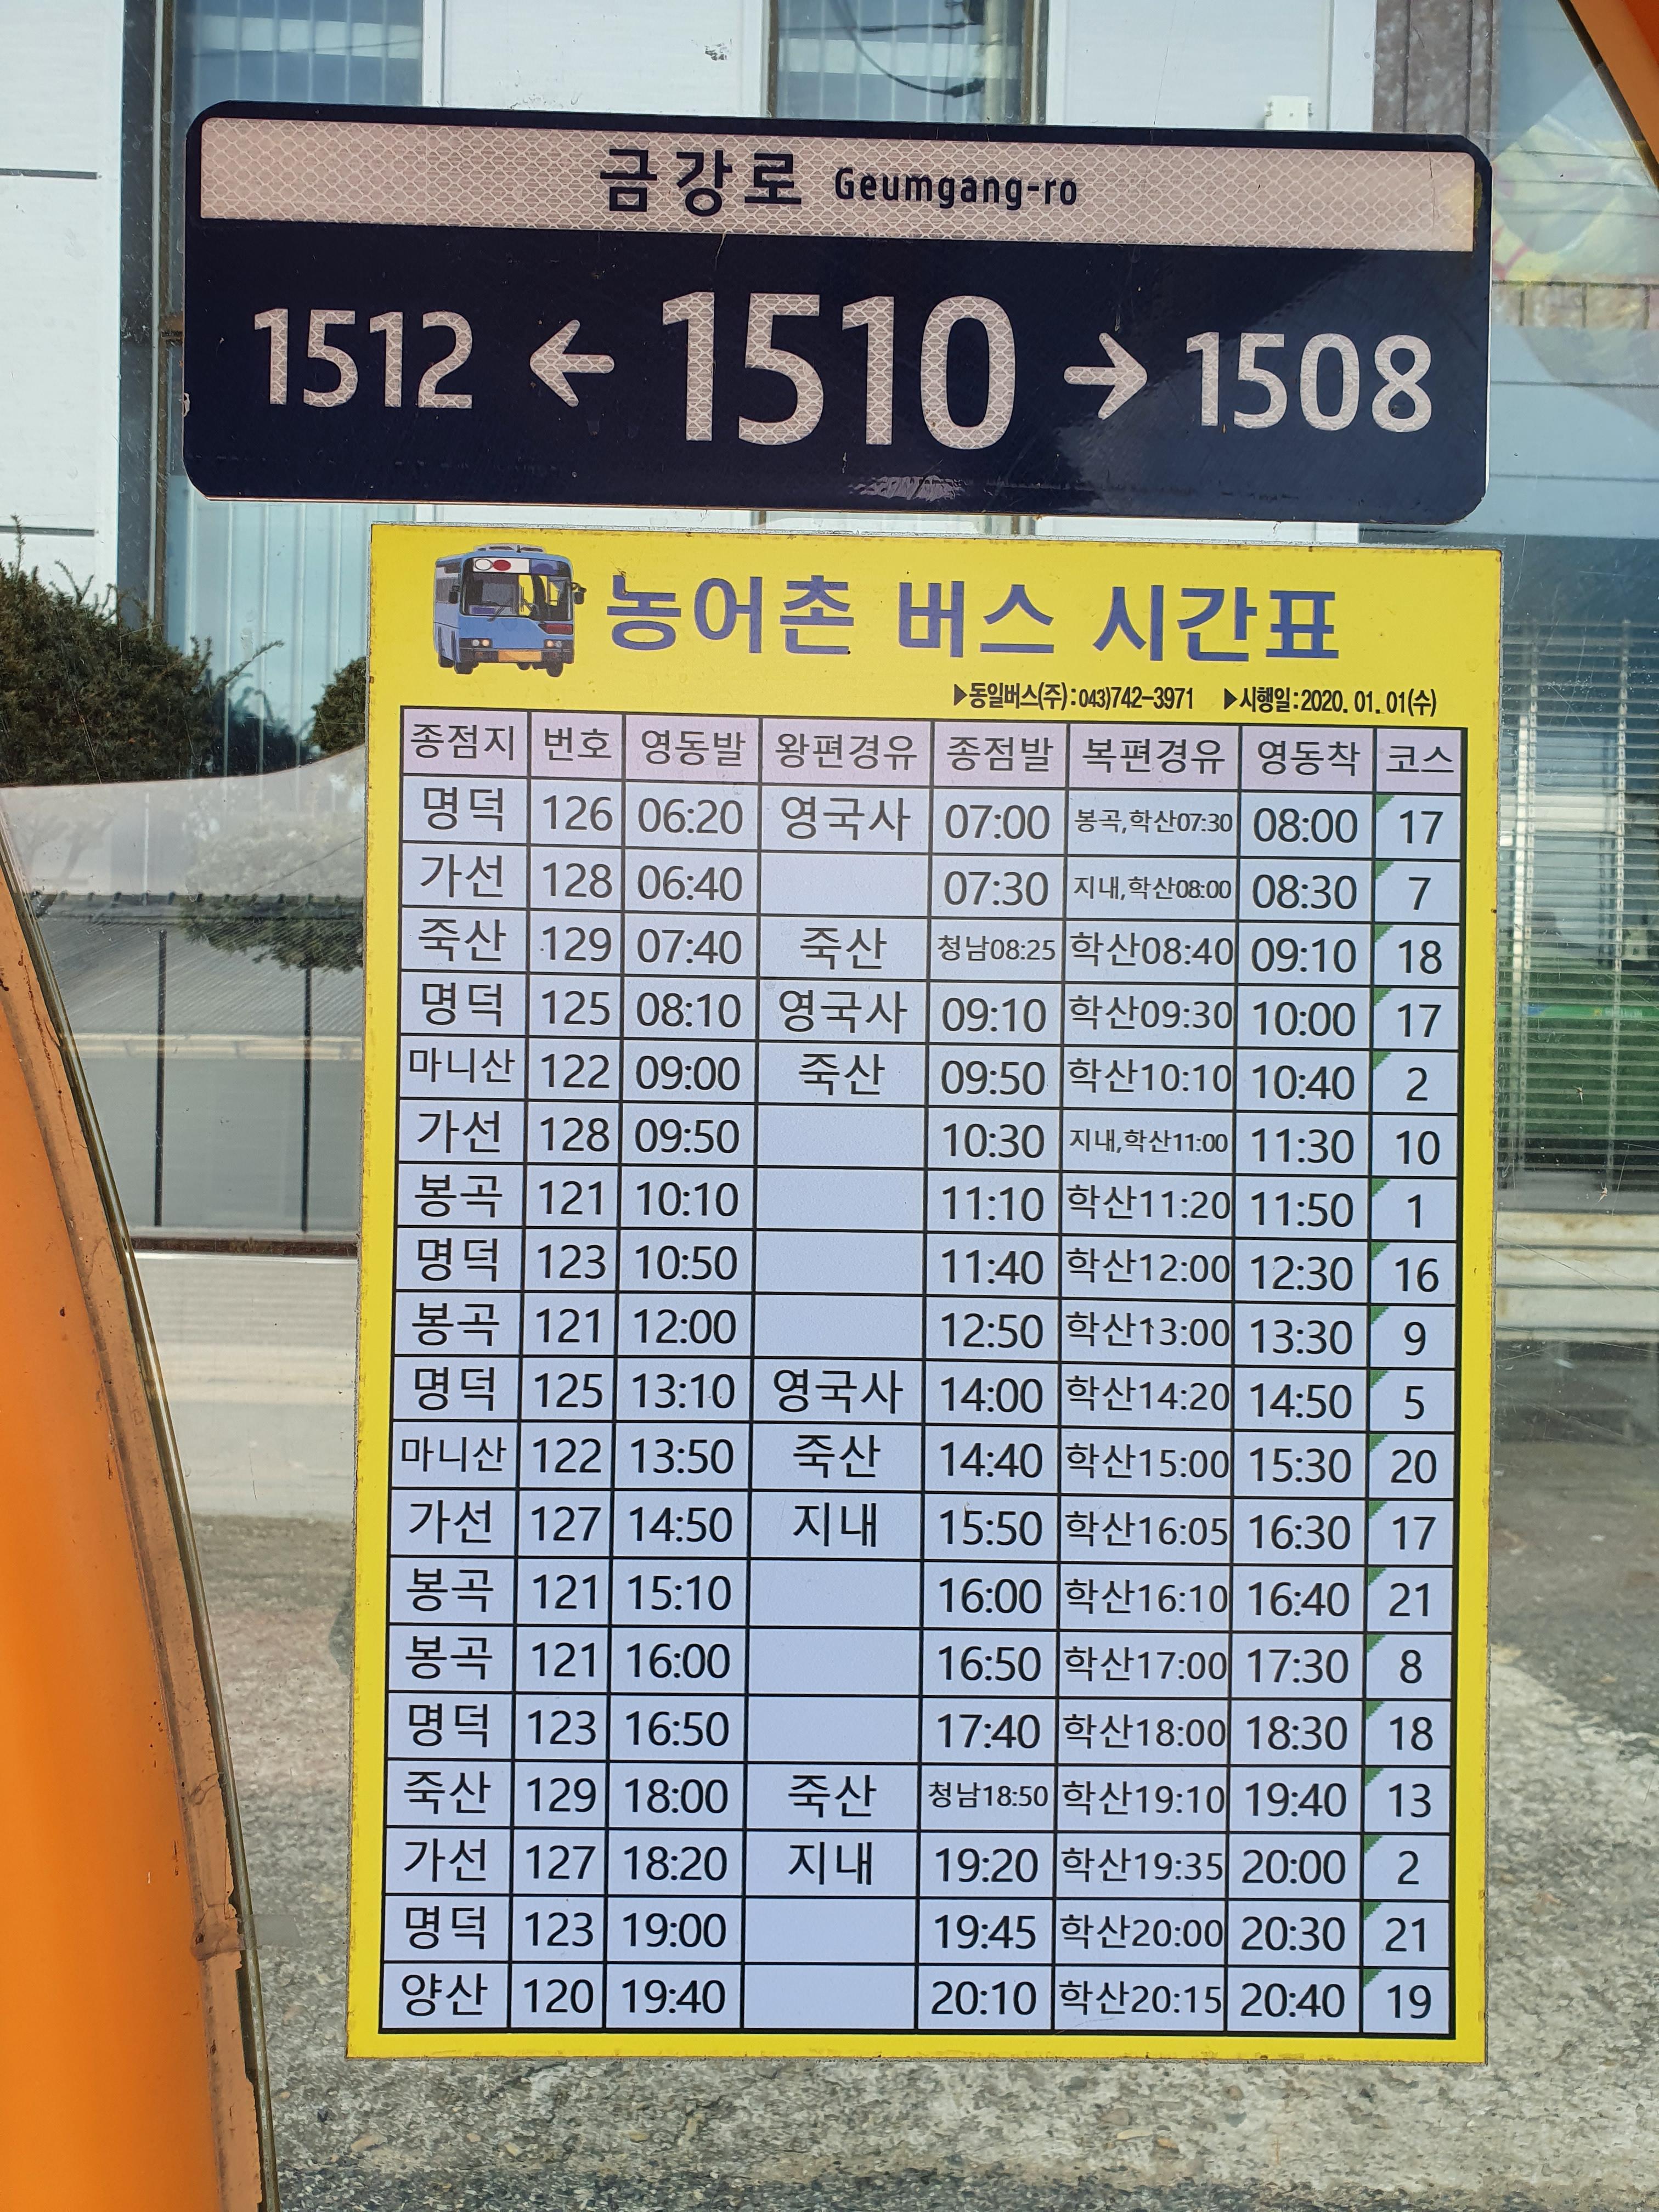 금강로 Geumgang-ro
1512 ← 1510 → 1508
농어촌 버스 시간표
▶동일버스(주):043)742-3971 ▶시행일:2020. 01. 01(수)
종점지 번호 영동발 왕편경유 종점발 복편경유 영동착 코스
명덕 126 06:20 영국사 07:00 봉곡,학산07:30 08:00 17
가선 128 06:40 07:30 지내,학산08:00 08:30 7
죽산 129 07:40 죽산 청남08:25 학산08:40 09:10 18
명덕 125 08:10 영국사 09:10 학산09:30 10:00 17
마니산 122 09:00 죽산 09:50 학산10:10 10:40 2
가선 128 09:50 10:30 지내,학산11:00 11:30 10
봉곡 121 10:10 11:10 학산11:20 11:50 1
명덕 123 10:50 11:40 학산12:00 12:30 16
봉곡 121 12:00 12:50 학산13:00 13:30 9
명덕 125 13:10 영국사 14:00 학산14:20 14:50 5
마니산 122 13:50 죽산 14:40 학산15:00 15:30 20
가선 127 14:50 지내 15:50 학산16:05 16:30 17
봉곡 121 15:10 16:00 학산16:10 16:40 21
봉곡 121 16:00 16:50 학산17:00 17:30 8
명덕 123 16:50 17:40 학산18:00 18:30 18
죽산 129 18:00 죽산 청남18:50 학산19:10 19:40 13
가선 127 18:20 지내 19:20 학산19:35 20:00 2
명덕 123 19:00 19:45 학산20:00 20:30 21
양산 120 19:40 20:10 학산20:15 20:40 19